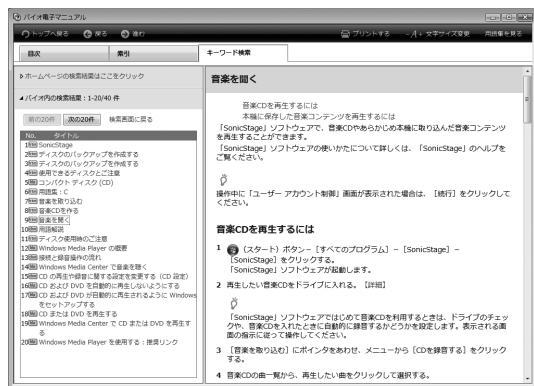 バイオ電子マニュアル
トップへ戻る 戻る 進む プリントする -A+ 文字サイズ変更 用語集を見る
目次 索引 キーワード検索
ホームページの検索結果はここをクリック
バイオ内の検索結果：1-20/40 件
前の20件 次の20件 検索画面に戻る
No. タイトル
1 SonicStage
2 ディスクのバックアップを作成する
3 ディスクのバックアップを作成する
4 使用できるディスクとご注意
5 コンパクト ディスク (CD)
6 用語集：C
7 音楽を取り込む
8 音楽CDを作る
9 音楽を聞く
10 用語解説
11 ディスク使用時のご注意
12 Windows Media Player の概要
13 接続と録音操作の流れ
14 Windows Media Center で音楽を聴く
15 CD の再生や録音に関する設定を変更する（CD 設定）
16 CD および DVD を自動的に再生しないようにする
17 CD および DVD が自動的に再生されるように Windows
をセットアップする
18 CD または DVD を再生する
19 Windows Media Center で CD または DVD を再生す
る
20 Windows Media Player を使用する：推奨リンク
音楽を聞く
音楽CDを再生するには
本機に保存した音楽コンテンツを再生するには
「SonicStage」ソフトウェアで、音楽CDやあらかじめ本機に取り込んだ音楽コンテンツ
を再生することができます。
「SonicStage」ソフトウェアの使いかたについて詳しくは、「SonicStage」のヘルプを
ご覧ください。
操作中に「ユーザー アカウント制御」画面が表示された場合は、［続行］をクリックして
ください。
音楽CDを再生するには
1 （スタート）ボタン－［すべてのプログラム］－［SonicStage］－
［SonicStage］をクリックする。
「SonicStage」ソフトウェアが起動します。
2 再生したい音楽CDをドライブに入れる。【詳細】
「SonicStage」ソフトウェアではじめて音楽CDを利用するときは、ドライブのチェッ
クや、音楽CDを入れたときに自動的に録音するかどうかを設定します。表示される画
面の指示に従って操作してください。
3 ［音楽を取り込む］にポインタをあわせ、メニューから［CDを録音する］をクリック
する。
4 音楽CDの曲一覧から、再生したい曲をクリックして選択する。